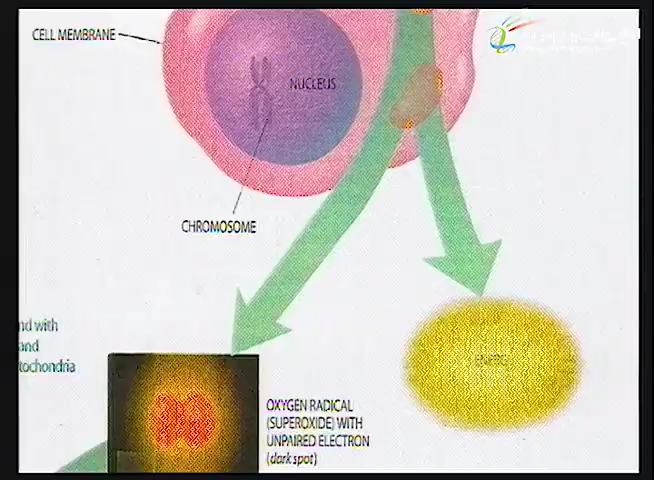 CELL MEMBRANE
NUCLEUS
CHROMOSOME
nd with
and
tochondria
OXYGEN RADICAL
(SUPEROXIDE) WITH
UNPAIRED ELECTRON
(dark spot)